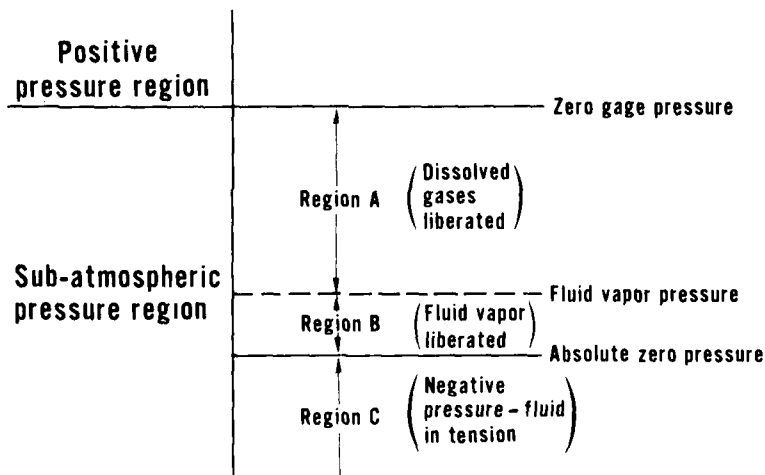 Positive
pressure region
Zero gage pressure
Region A
(Dissolved
gases
liberated)
Sub-atmospheric
pressure region
Fluid vapor pressure
Region B
(Fluid vapor
liberated)
Absolute zero pressure
Region C
(Negative
pressure – fluid
in tension)